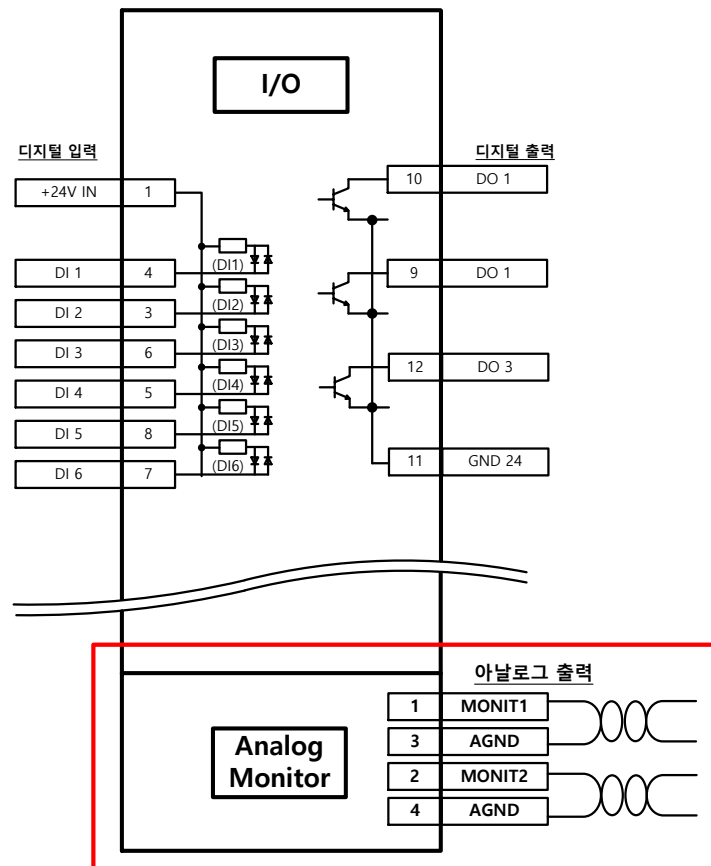 I/O
디지털 입력
디지털 출력
+24V IN 1
10 DO 1
(DI1)
DI 1 4
9 DO 1
(DI2)
DI 2 3
(DI3)
DI 3 6
12 DO 3
(DI4)
DI 4 5
(DI5)
DI 5 8
(DI6)
11 GND 24
DI 6 7
아날로그 출력
1 MONIT1
Analog
Monitor
3 AGND
2 MONIT2
4 AGND